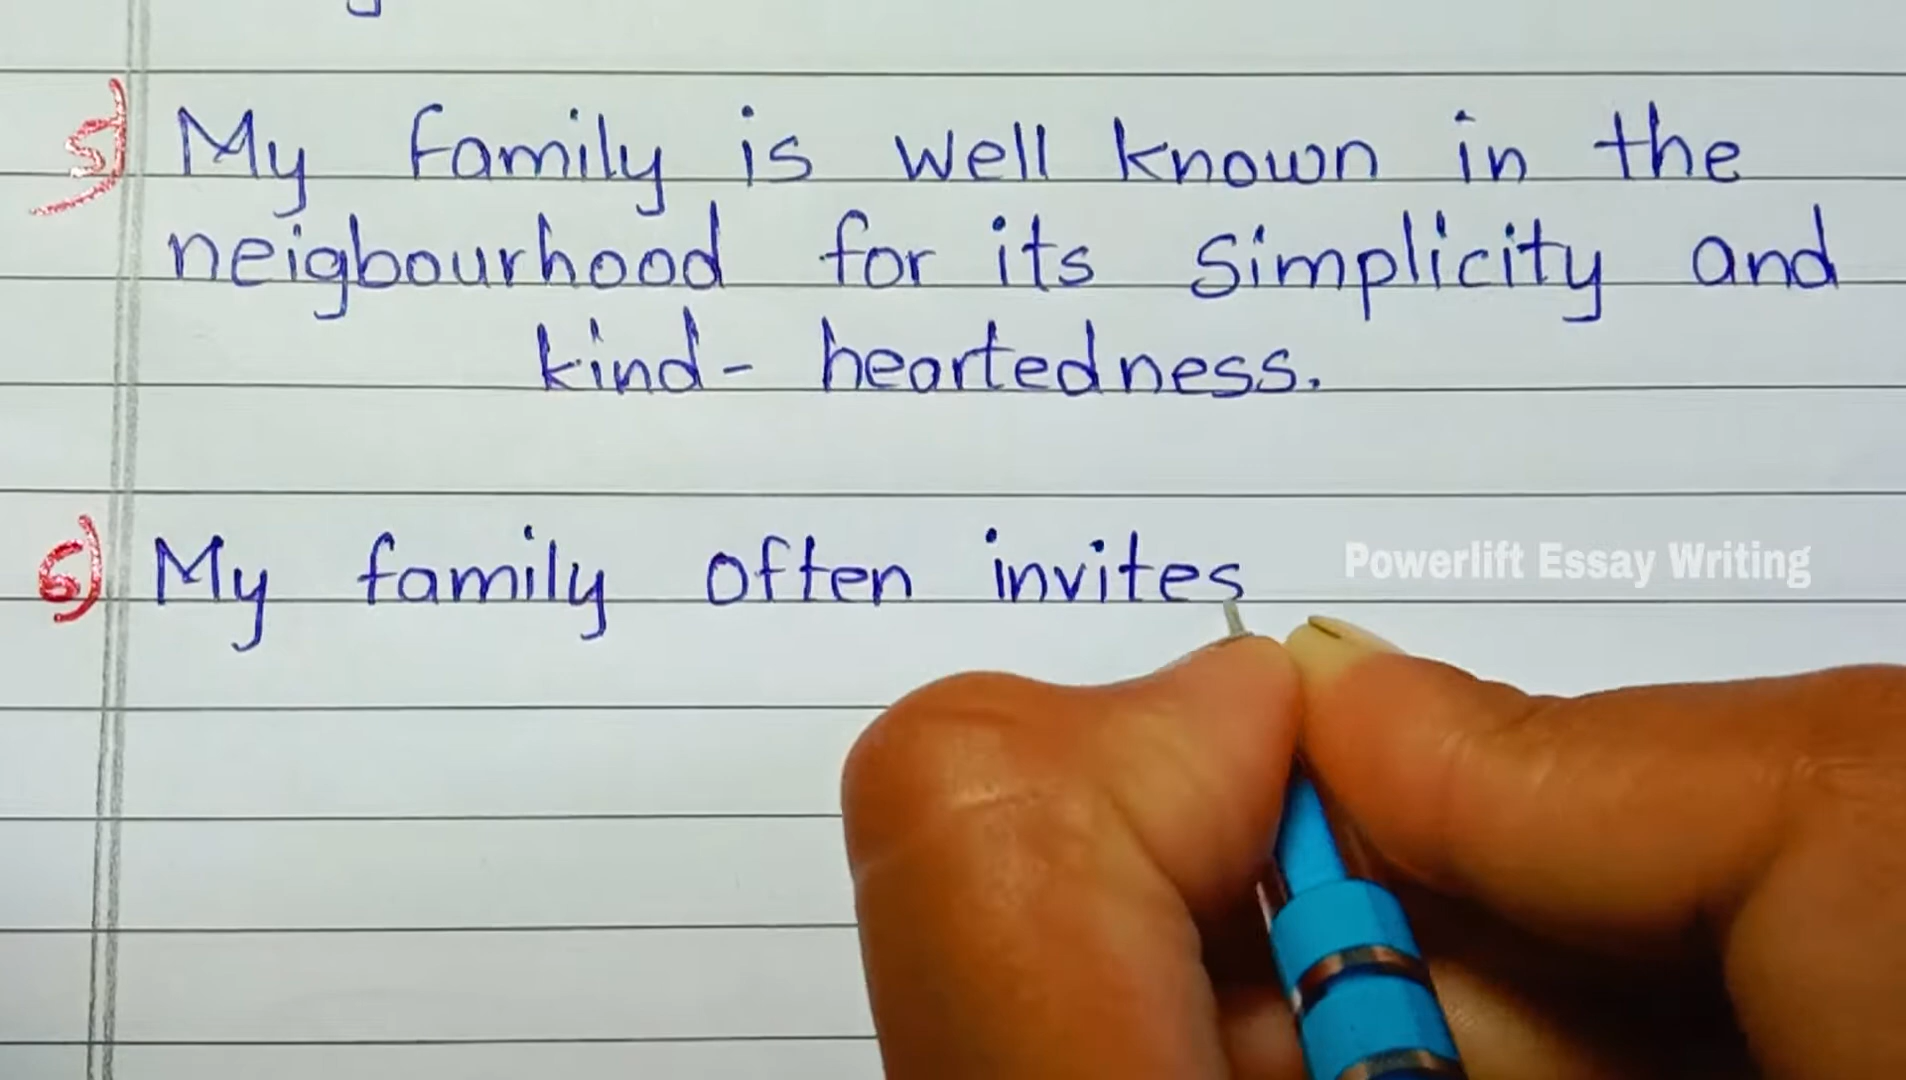 5) My family is well known in the
neigbourhood for its simplicity and
kind- heartedness.
6) My family often invites
Powerlift Essay Writing